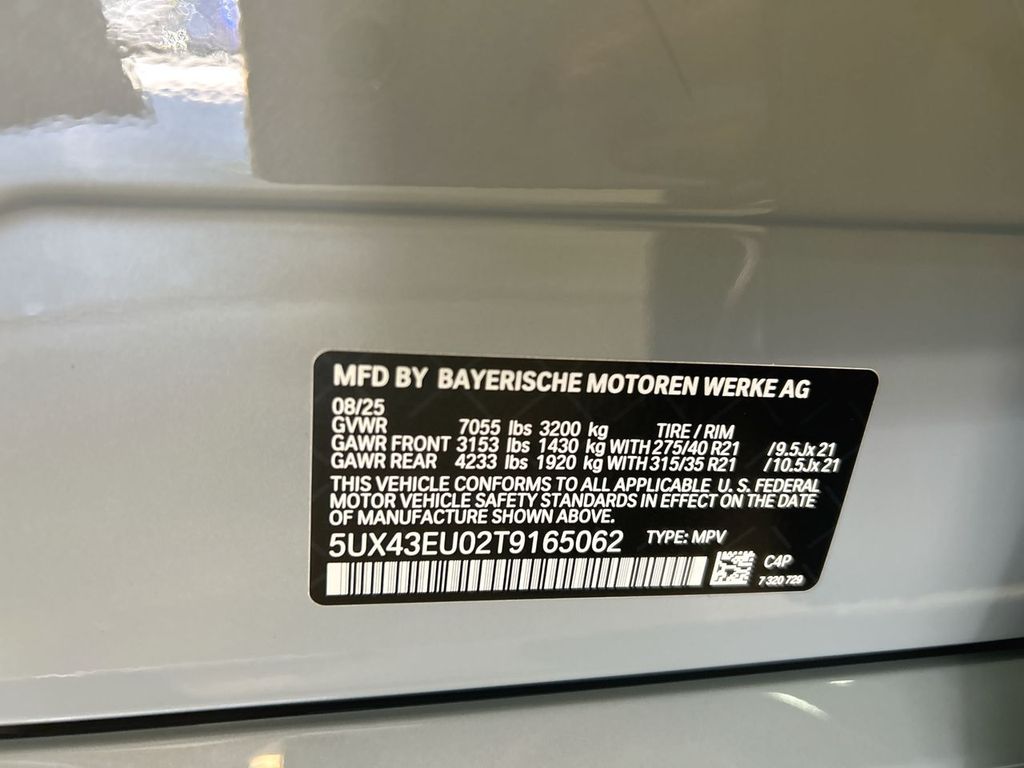 MFD BY BAYERISCHE MOTOREN WERKE AG
08/25
GVWR 7055 lbs 3200 kg TIRE / RIM
GAWR FRONT 3153 lbs 1430 kg WITH 275/40 R21 /9.5Jx21
GAWR REAR 4233 lbs 1920 kg WITH 315/35 R21 /10.5Jx21
THIS VEHICLE CONFORMS TO ALL APPLICABLE U.S. FEDERAL
MOTOR VEHICLE SAFETY STANDARDS IN EFFECT ON THE DATE
OF MANUFACTURE SHOWN ABOVE.
5UX43EU02T9165062 TYPE: MPV
C4P
7 320 729